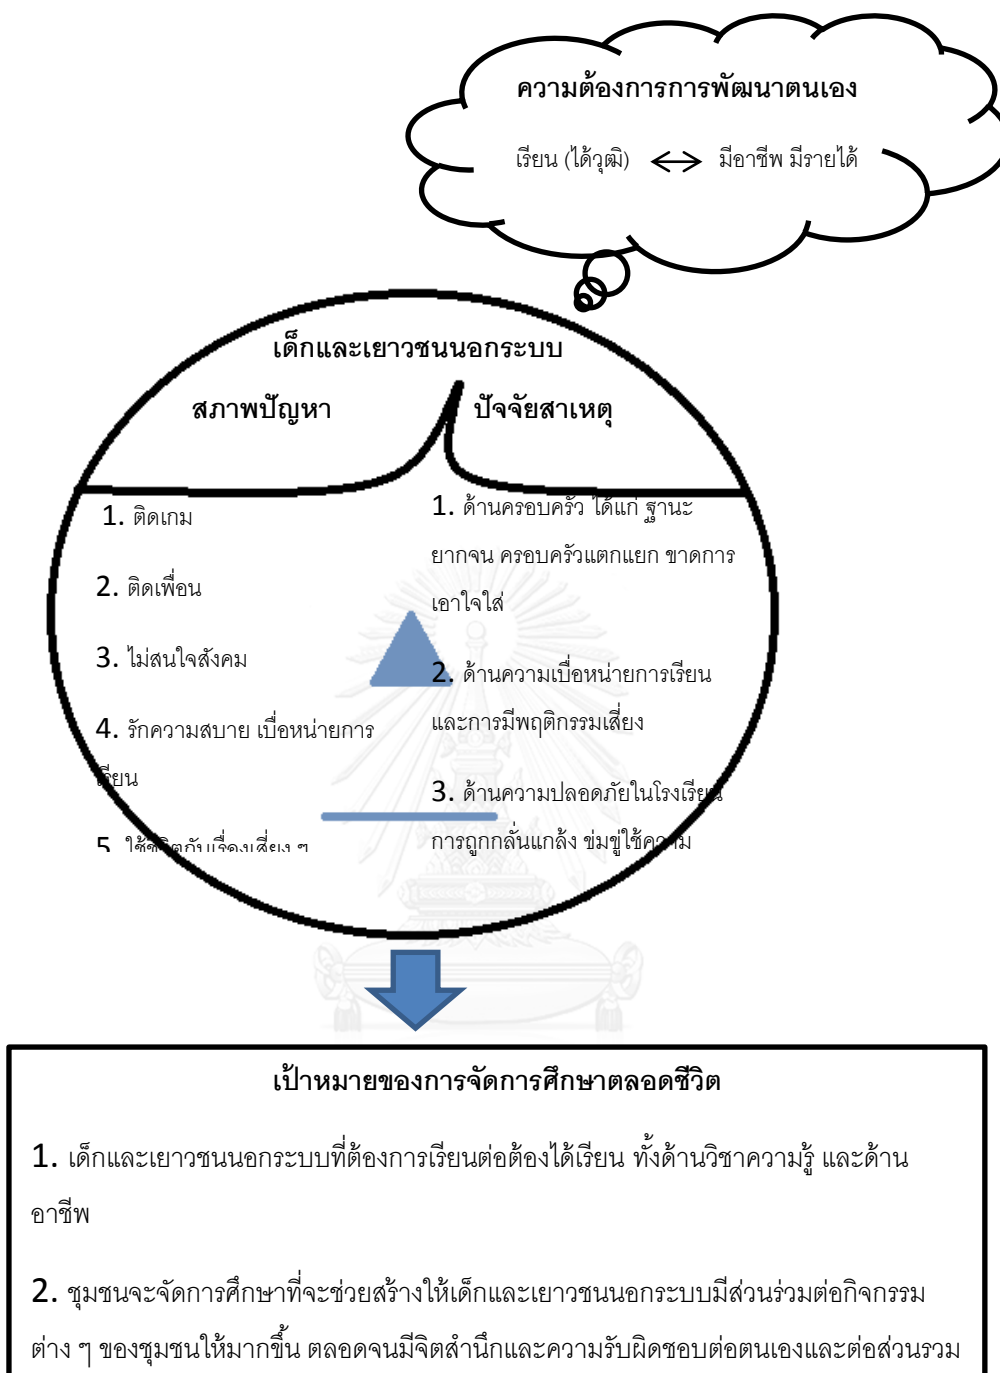 ความต้องการการพัฒนาตนเอง
เรียน (ได้วุฒิ) ↔ มีอาชีพ มีรายได้
เด็กและเยาวชนนอกระบบ
สภาพปัญหา
1. ติดเกม
2. ติดเพื่อน
3. ไม่สนใจสังคม
4. รักความสบาย เบื่อหน่ายการ
เรียน
5. ใช้ชีวิตกับเรื่องเสี่ยง ๆ
ปัจจัยสาเหตุ
1. ด้านครอบครัว ได้แก่ ฐานะ
ยากจน ครอบครัวแตกแยก ขาดการ
เอาใจใส่
2. ด้านความเบื่อหน่ายการเรียน
และการมีพฤติกรรมเสี่ยง
3. ด้านความปลอดภัยในโรงเรียน
การถูกกลั่นแกล้ง ข่มขู่ใช้ความ
เป้าหมายของการจัดการศึกษาตลอดชีวิต
1. เด็กและเยาวชนนอกระบบที่ต้องการเรียนต่อต้องได้เรียน ทั้งด้านวิชาความรู้ และด้าน
อาชีพ
2. ชุมชนจะจัดการศึกษาที่จะช่วยสร้างให้เด็กและเยาวชนนอกระบบมีส่วนร่วมต่อกิจกรรม
ต่าง ๆ ของชุมชนให้มากขึ้น ตลอดจนมีจิตสำนึกและความรับผิดชอบต่อตนเองและต่อส่วนรวม